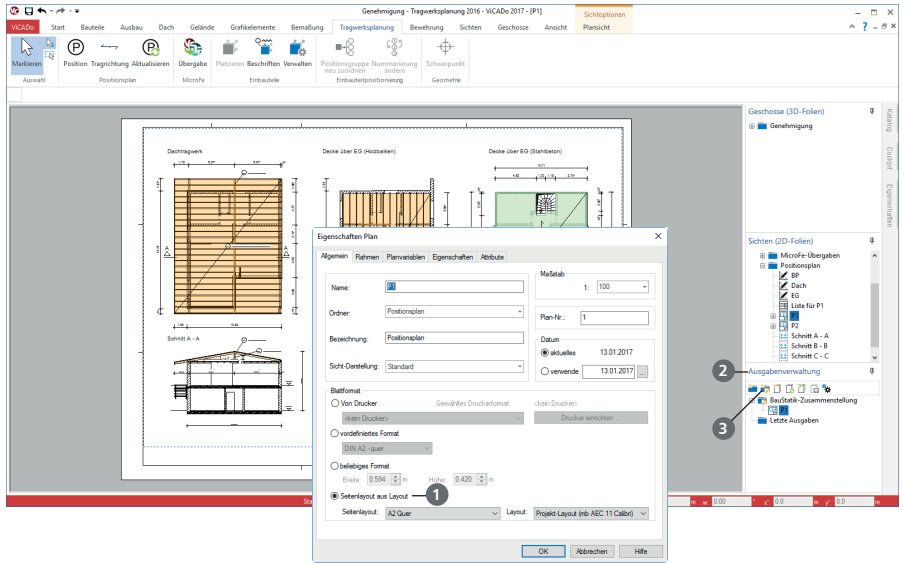 Genehmigung - Tragwerksplanung 2016 - ViCADo 2017 - [P1]
Sichtoptionen
ViCADo Start Bauteile Ausbau Dach Gelände Grafikelemente Bemaßung Tragwerksplanung Bewehrung Sichten Geschosse Ansicht Plansicht
Markieren Position Tragrichtung Aktualisieren Übergabe Platzieren Beschriften Verwalten Positionsgruppe neu zuordnen Nummerierung ändern Schwerpunkt
Auswahl Positionsplan MicroFe Einbauteile Einbauteilpositionierung Geometrie
Dachtragwerk
Decke über EG (Holzbalken)
Decke über EG (Stahlbeton)
A A
Schnitt A - A
Geschosse (3D-Folien)
Genehmigung
Katalog
Cockpit
Eigenschaften
Sichten (2D-Folien)
MicroFe-Übergaben
Positionsplan
BP
Dach
EG
Liste für P1
P1
P2
Schnitt A - A
Schnitt B - B
Schnitt C - C
2
Ausgabenverwaltung
3
BauStatik-Zusammenstellung
P1
Letzte Ausgaben
Eigenschaften Plan
Allgemein Rahmen Planvariablen Eigenschaften Attribute
Name: P1
Ordner: Positionsplan
Bezeichnung: Positionsplan
Sicht-Darstellung: Standard
Maßstab
1: 100
Plan-Nr.: 1
Datum
aktuelles 13.01.2017
verwende 13.01.2017 ...
Blattformat
Von Drucker Gewähltes Druckerformat: <kein Drucker>
<kein Drucker> Drucker einrichten ...
vordefiniertes Format
DIN A2 - quer
beliebiges Format
Breite: 0.594 m Höhe: 0.420 m
Seitenlayout aus Layout
1
Seitenlayout: A2 Quer Layout: Projekt-Layout (mb AEC 11 Calibri)
OK Abbrechen Hilfe
Sta
m w: 0.00 ° x: 0.0 m y: 0.0 m